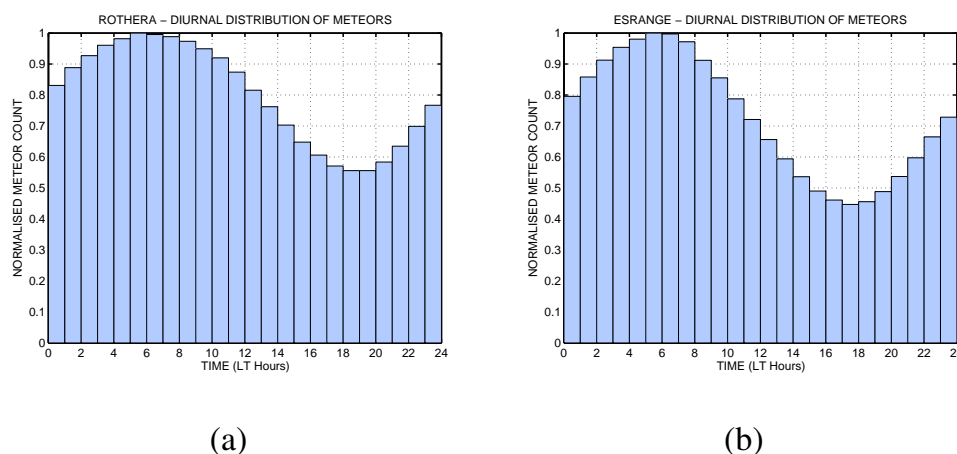 ROTHERA − DIURNAL DISTRIBUTION OF METEORS
1
0.9
0.8
0.7
0.6
0.5
0.4
0.3
0.2
0.1
0
NORMALISED METEOR COUNT
0 2 4 6 8 10 12 14 16 18 20 22 24
TIME (LT Hours)
(a)
ESRANGE − DIURNAL DISTRIBUTION OF METEORS
1
0.9
0.8
0.7
0.6
0.5
0.4
0.3
0.2
0.1
0
NORMALISED METEOR COUNT
0 2 4 6 8 10 12 14 16 18 20 22 24
TIME (LT Hours)
(b)